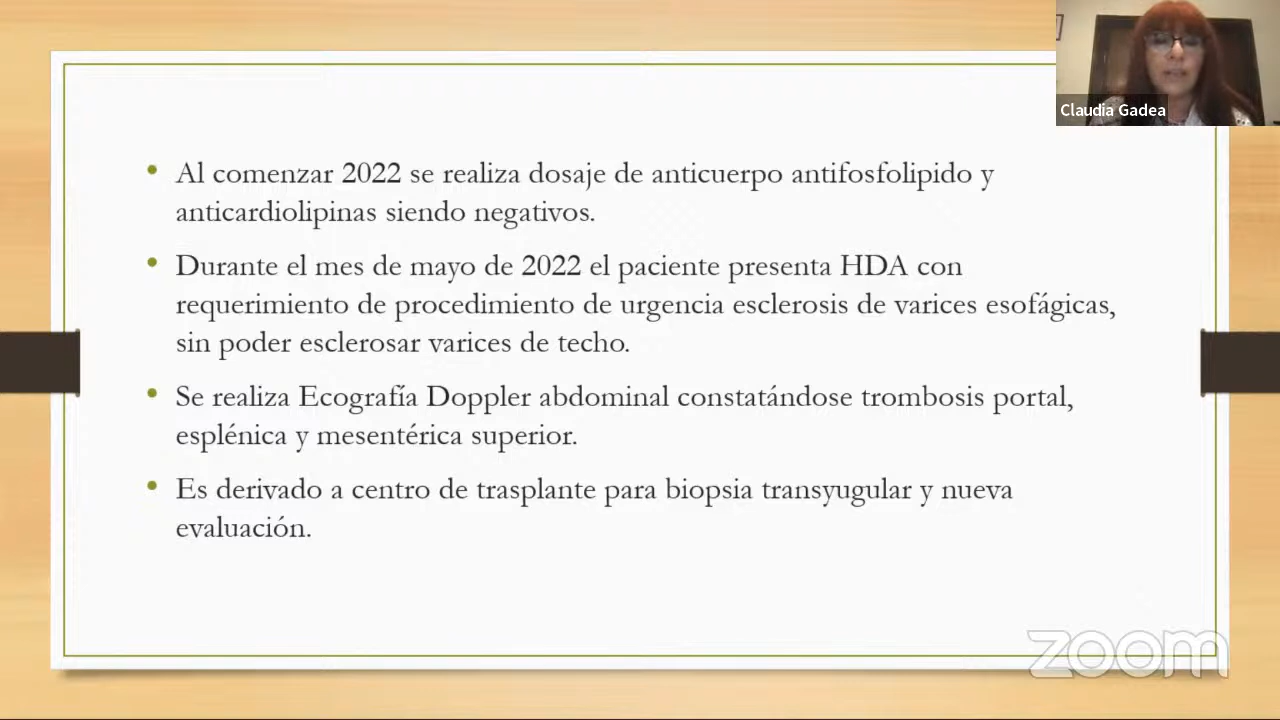 Claudia Gadea
• Al comenzar 2022 se realiza dosaje de anticuerpo antifosfolipido y
anticardiolipinas siendo negativos.
• Durante el mes de mayo de 2022 el paciente presenta HDA con
requerimiento de procedimiento de urgencia esclerosis de varices esofágicas,
sin poder esclerosar varices de techo.
• Se realiza Ecografía Doppler abdominal constatándose trombosis portal,
esplénica y mesentérica superior.
• Es derivado a centro de trasplante para biopsia transyugular y nueva
evaluación.
zoom